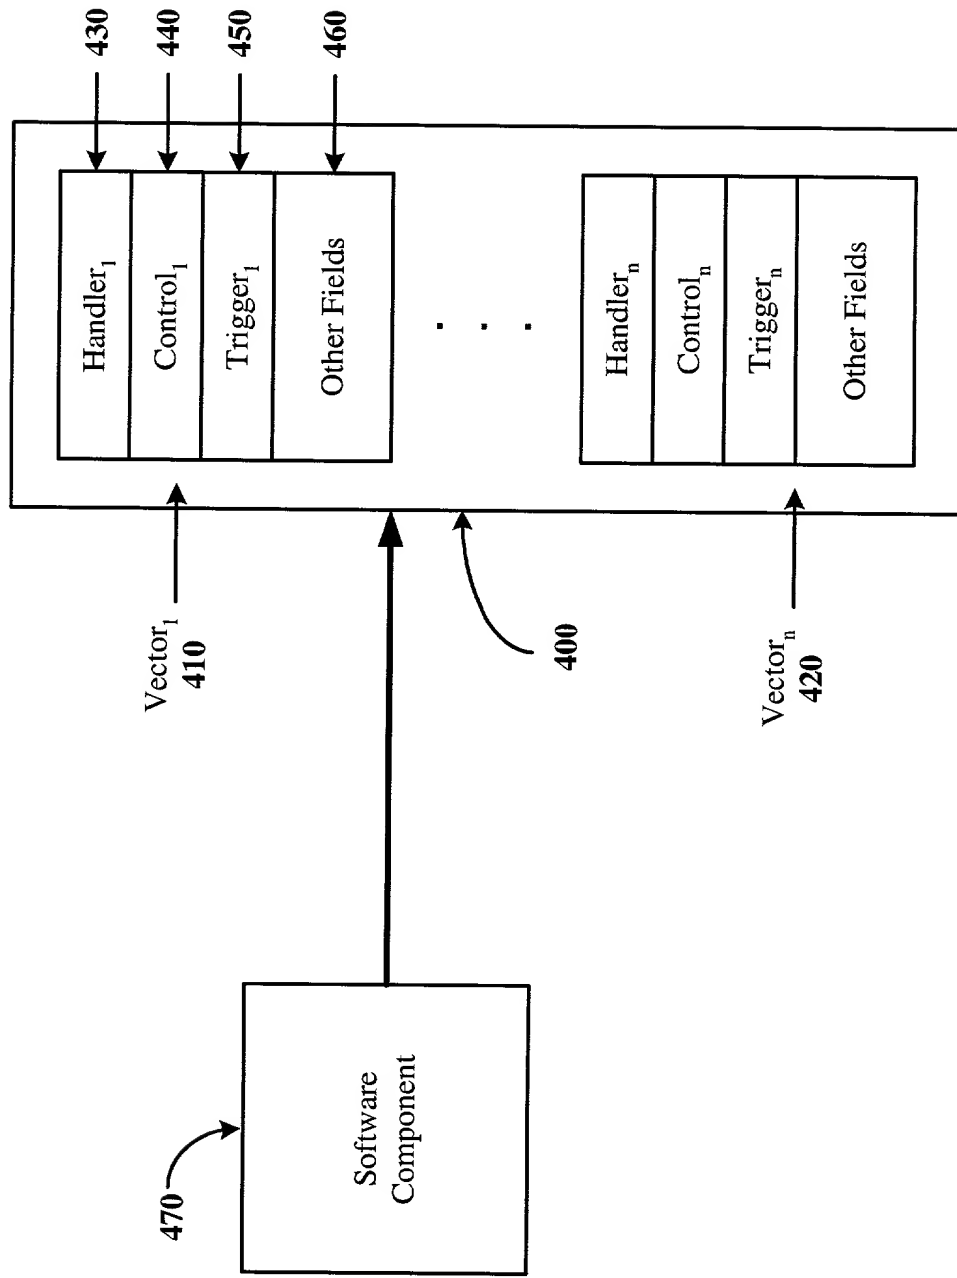 470
Software
Component
Vector1
410
400
Vectorn
420
Handler1
Control1
Trigger1
Other Fields
. . .
Handlern
Controln
Triggern
Other Fields
430
440
450
460